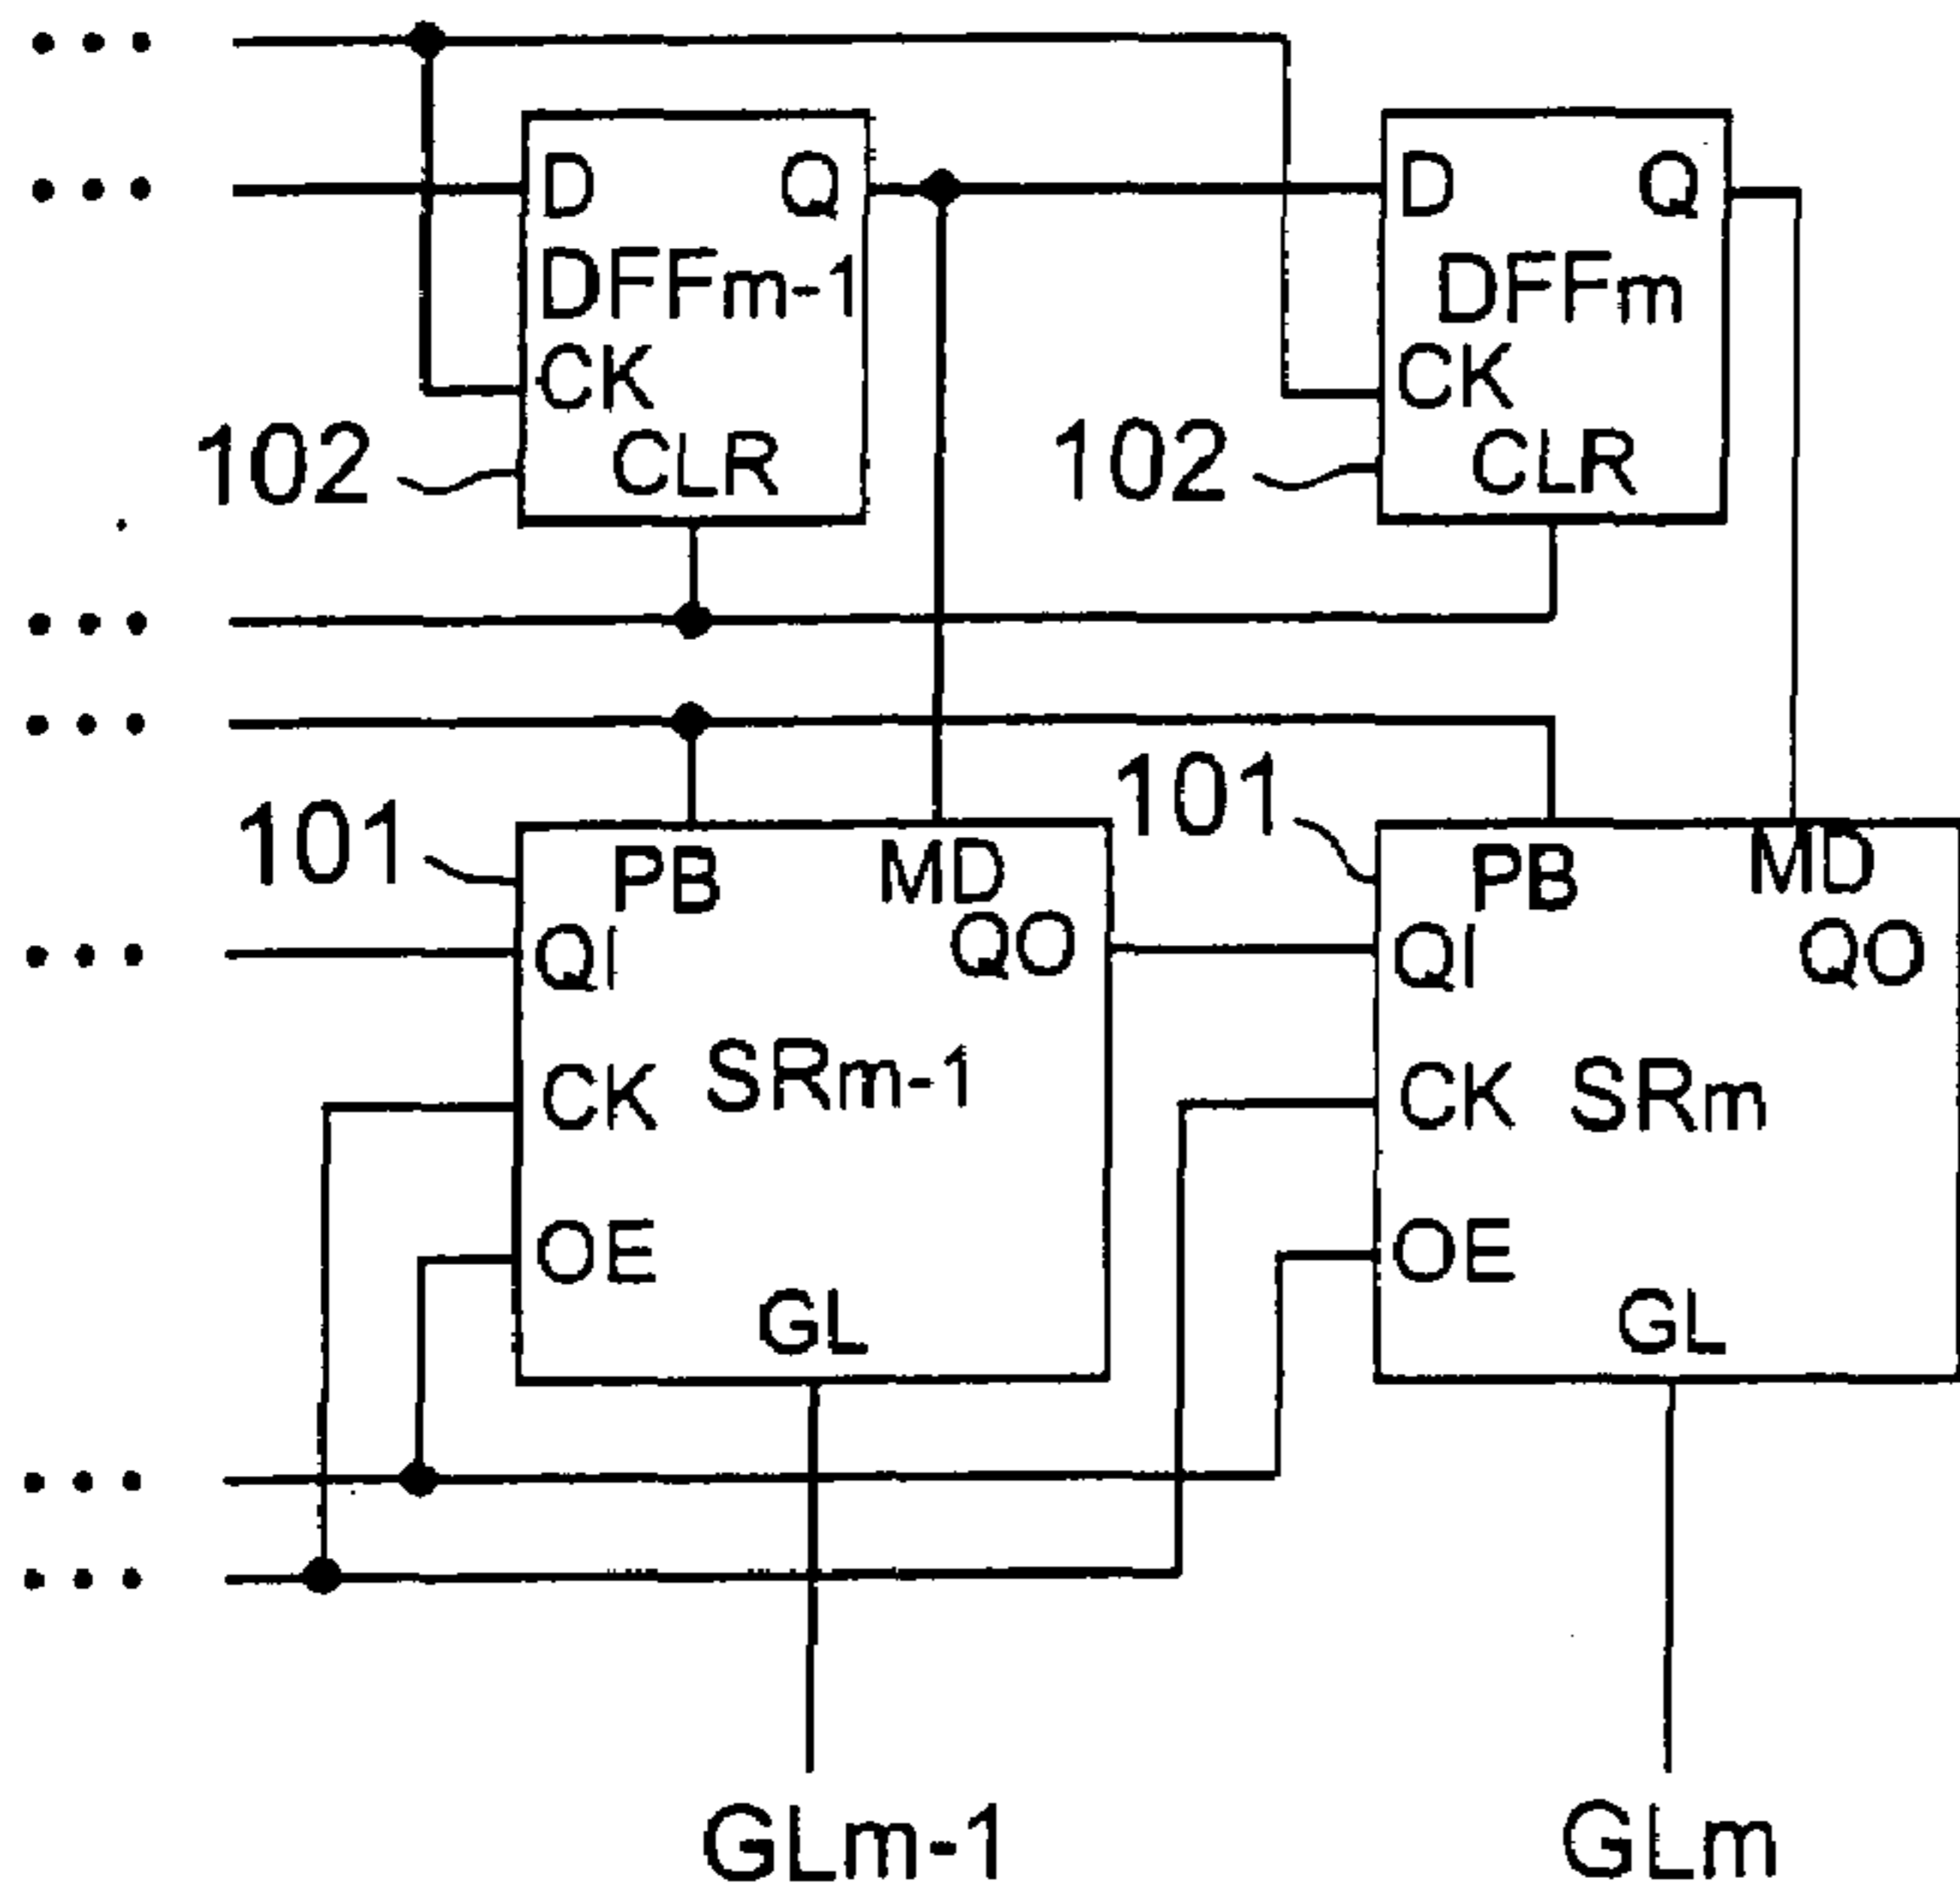 D Q
DFFm-1
CK
CLR
102
D Q
DFFm
CK
CLR
102
101
PB MD
QI QO
CK SRm-1
OE
GL
101
PB MD
QI QO
CK SRm
OE
GL
GLm-1
GLm